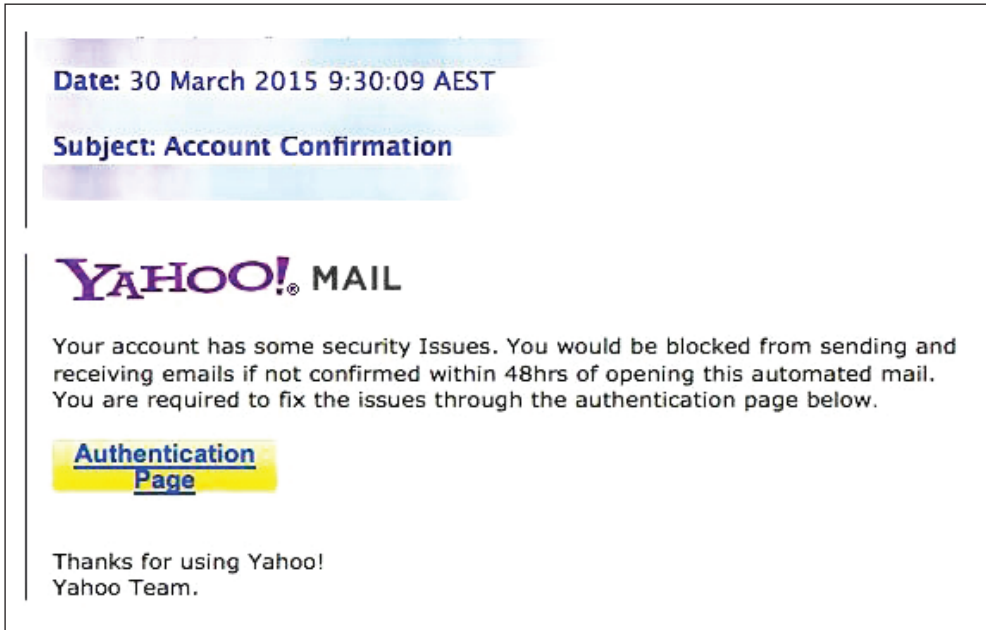 Date: 30 March 2015 9:30:09 AEST
Subject: Account Confirmation
YAHOO!® MAIL
Your account has some security Issues. You would be blocked from sending and
receiving emails if not confirmed within 48hrs of opening this automated mail.
You are required to fix the issues through the authentication page below.
Authentication
Page
Thanks for using Yahoo!
Yahoo Team.